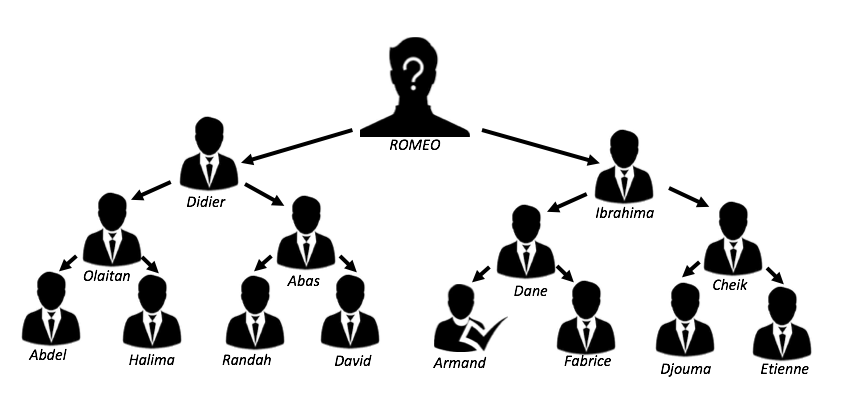 ?
ROMEO
Didier
Ibrahima
Olaitan
Abas
Dane
Cheik
Abdel
Halima
Randah
David
Armand
Fabrice
Djouma
Etienne